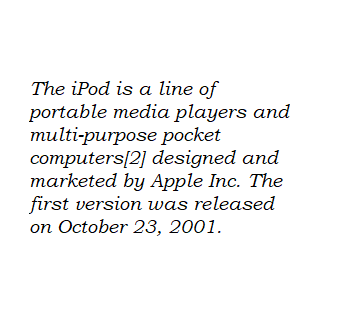 The iPod is a line of
portable media players and
multi-purpose pocket
computers[2] designed and
marketed by Apple Inc. The
first version was released
on October 23, 2001.